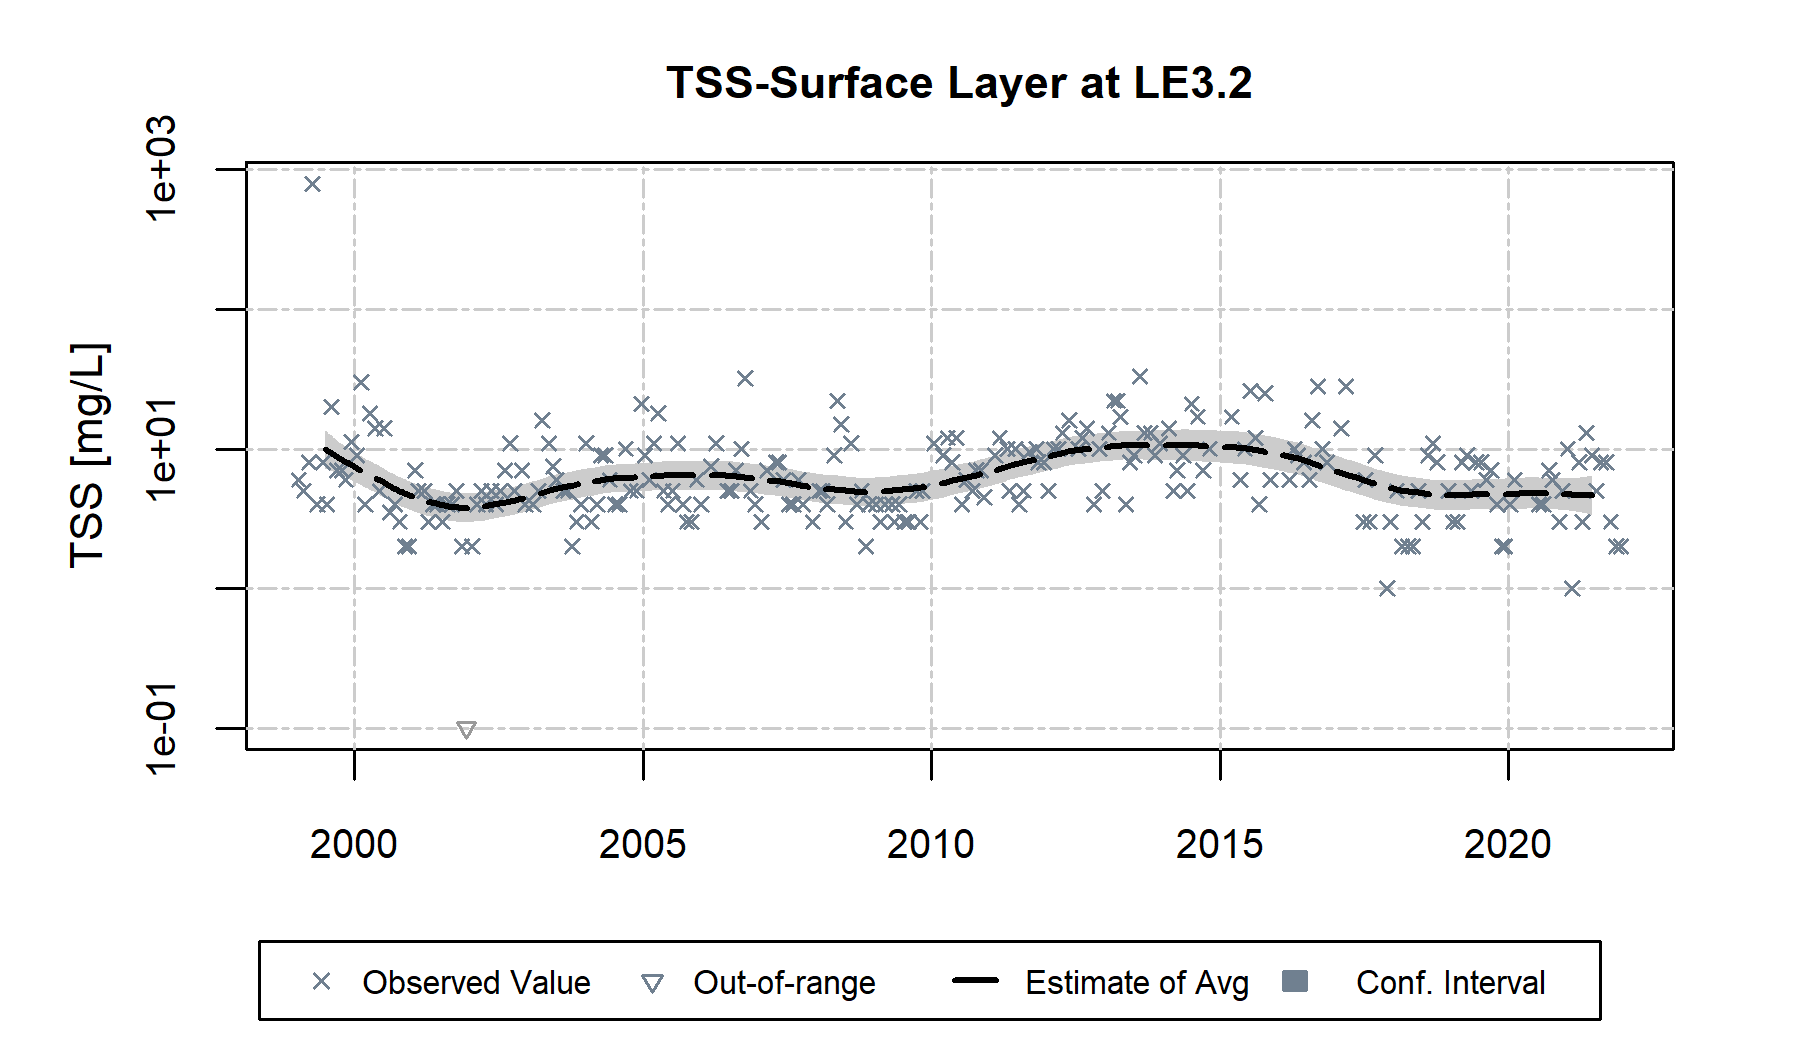 TSS-Surface Layer at LE3.2
TSS [mg/L]
1e+03
1e+01
1e-01
2000 2005 2010 2015 2020
Observed Value Out-of-range Estimate of Avg Conf. Interval